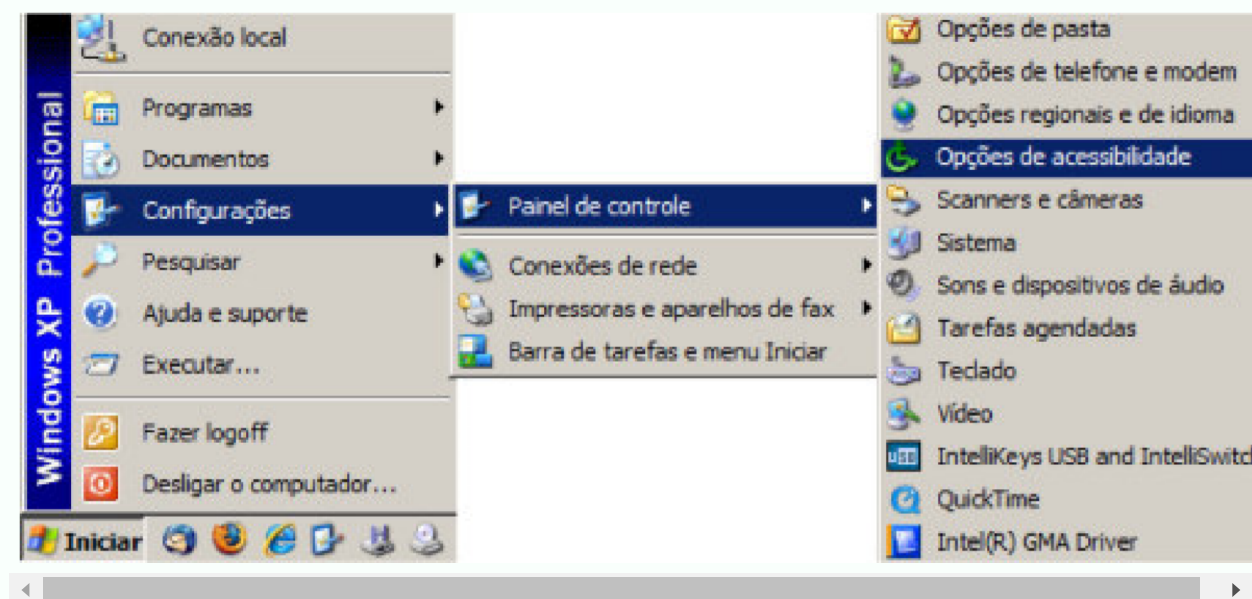 Windows XP Professional
Conexão local
Programas
Documentos
Configurações
Pesquisar
Ajuda e suporte
Executar...
Fazer logoff
Desligar o computador...
Iniciar
Painel de controle
Conexões de rede
Impressoras e aparelhos de fax
Barra de tarefas e menu Iniciar
Opções de pasta
Opções de telefone e modem
Opções regionais e de idioma
Opções de acessibilidade
Scanners e câmeras
Sistema
Sons e dispositivos de áudio
Tarefas agendadas
Teclado
Vídeo
USB
IntelliKeys USB and IntelliSwitch
QuickTime
Intel(R) GMA Driver